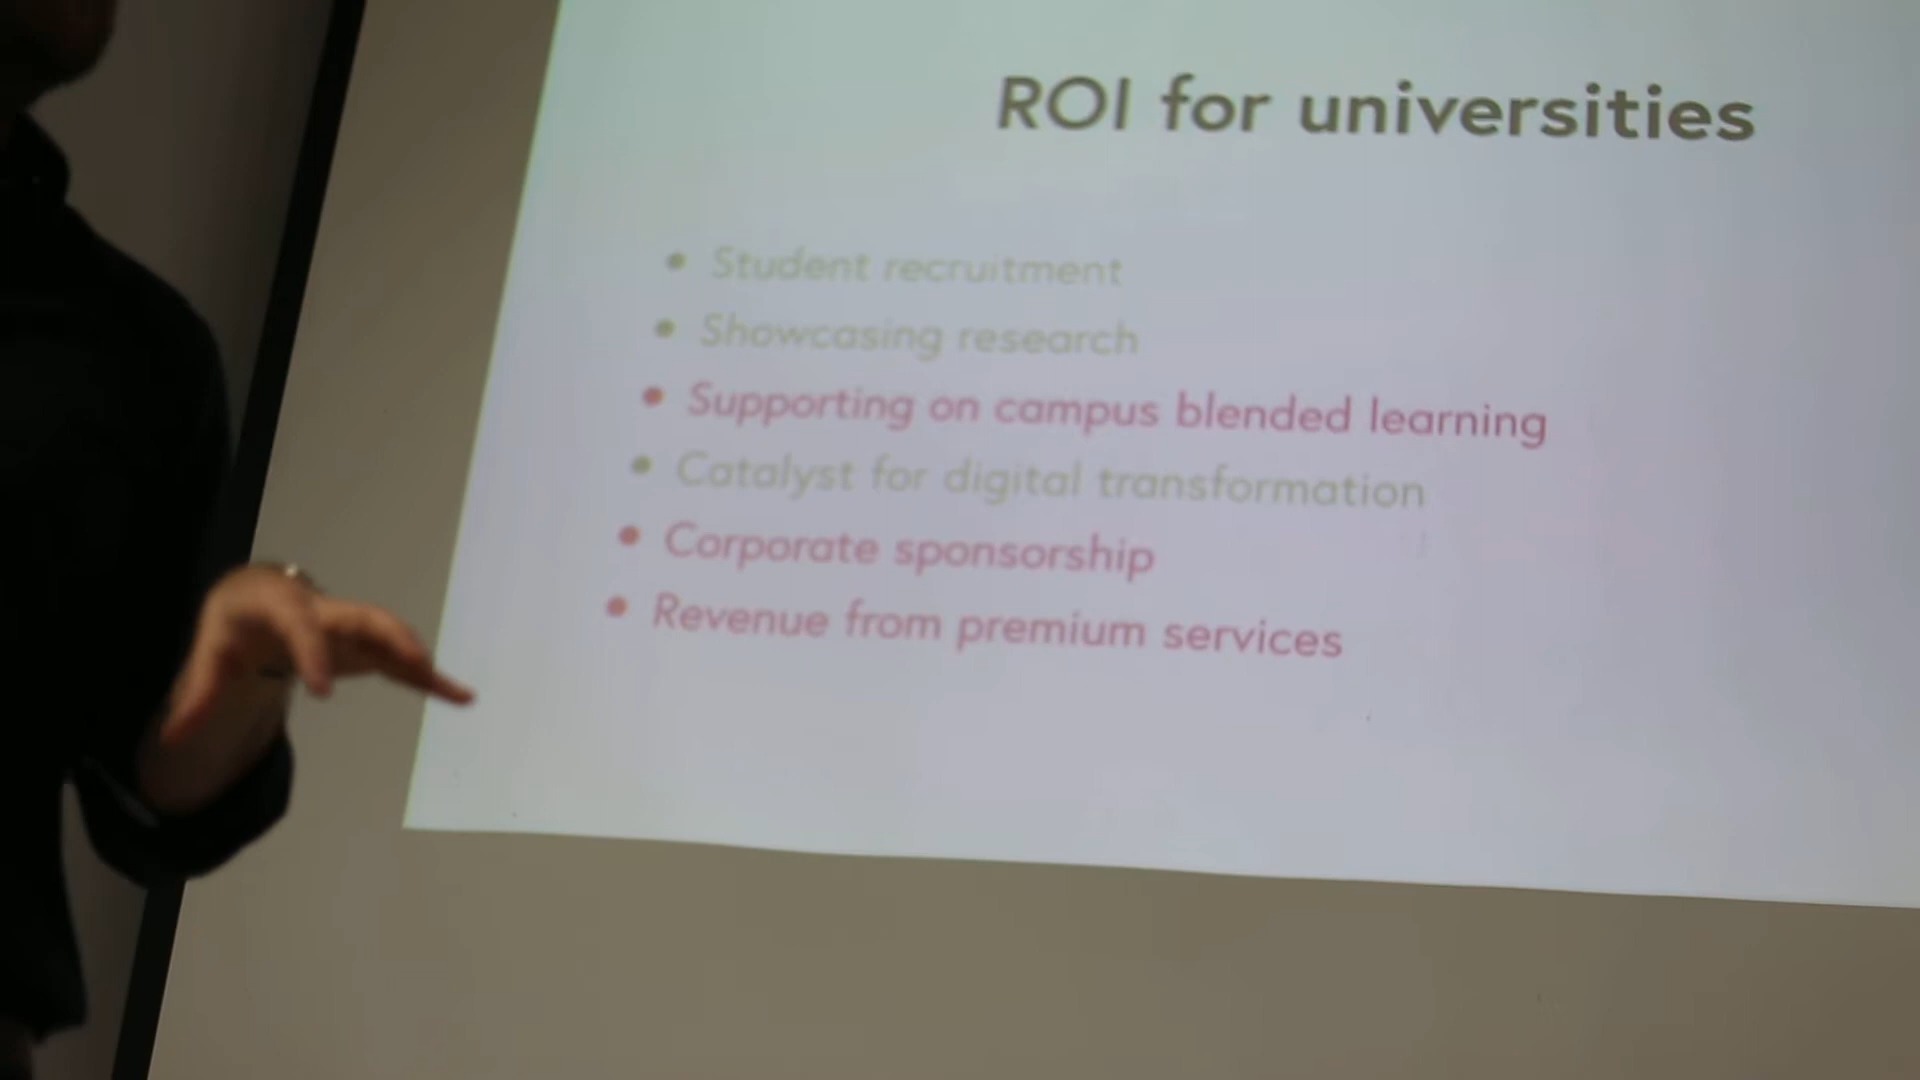 ROI for universities
• Student recruitment
• Showcasing research
• Supporting on campus blended learning
• Catalyst for digital transformation
• Corporate sponsorship
• Revenue from premium services